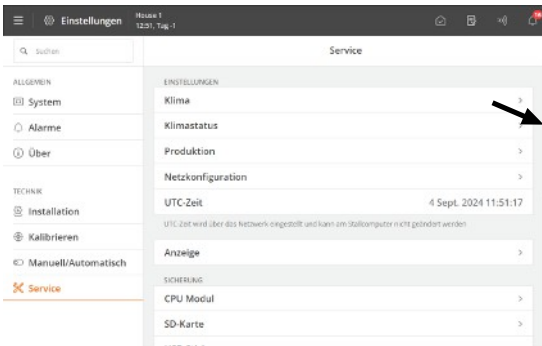 Einstellungen
House 1
12:51, Tag -1
Suchen
Service
ALLGEMEIN
System
Alarme
Über
TECHNIK
Installation
Kalibrieren
Manuell/Automatisch
Service
EINSTELLUNGEN
Klima
Klimastatus
Produktion
Netzkonfiguration
UTC-Zeit 4 Sept. 2024 11:51:17
UTC-Zeit wird über das Netzwerk eingestellt und kann am Stallcomputer nicht geändert werden
Anzeige
SICHERUNG
CPU Modul
SD-Karte